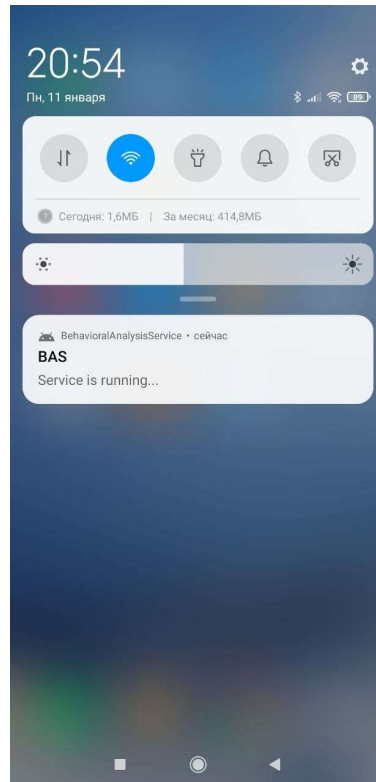 20:54
Пн, 11 января
89
Сегодня: 1,6МБ | За месяц: 414,8МБ
BehavioralAnalysisService • сейчас
BAS
Service is running...